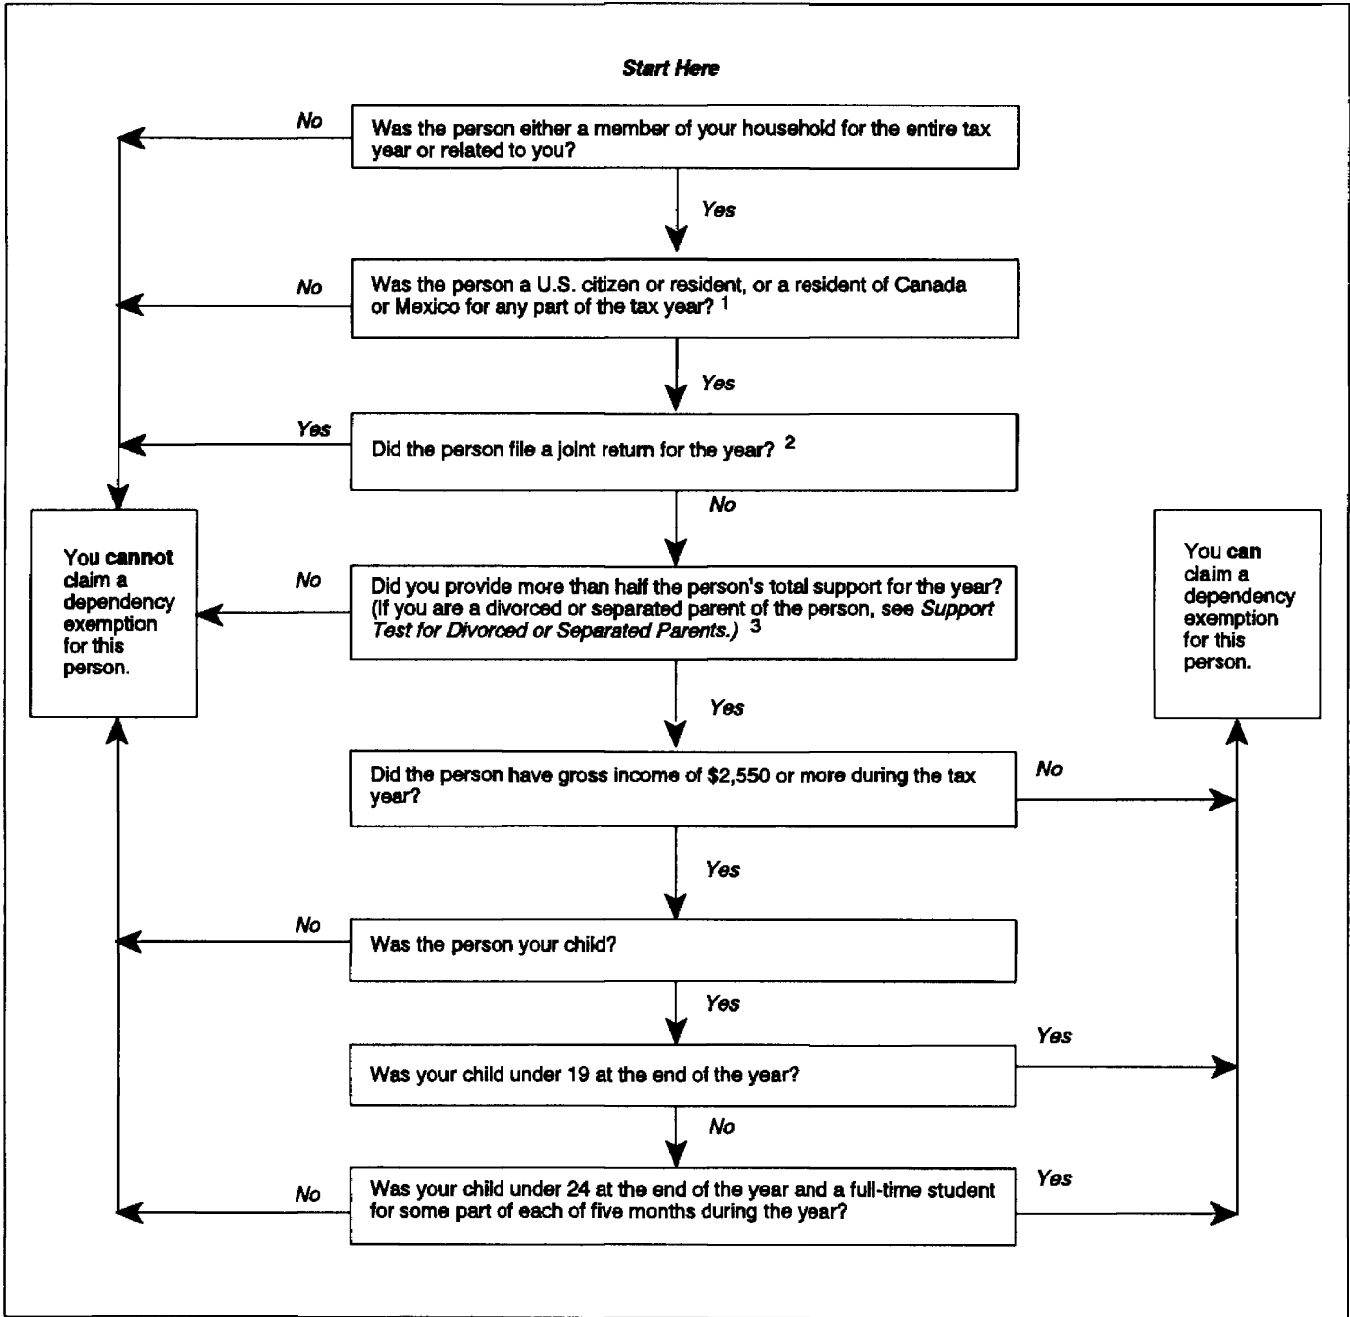 Start Here
No
Was the person either a member of your household for the entire tax
year or related to you?
Yes
No
Was the person a U.S. citizen or resident, or a resident of Canada
or Mexico for any part of the tax year? 1
Yes
Yes
Did the person file a joint return for the year? 2
No
You cannot
claim a
dependency
exemption
for this
person.
No
Did you provide more than half the person's total support for the year?
(If you are a divorced or separated parent of the person, see Support
Test for Divorced or Separated Parents.) 3
You can
claim a
dependency
exemption
for this
person.
Yes
Did the person have gross income of $2,550 or more during the tax
year?
No
Yes
No
Was the person your child?
Yes
Was your child under 19 at the end of the year?
Yes
No
No
Was your child under 24 at the end of the year and a full-time student
for some part of each of five months during the year?
Yes